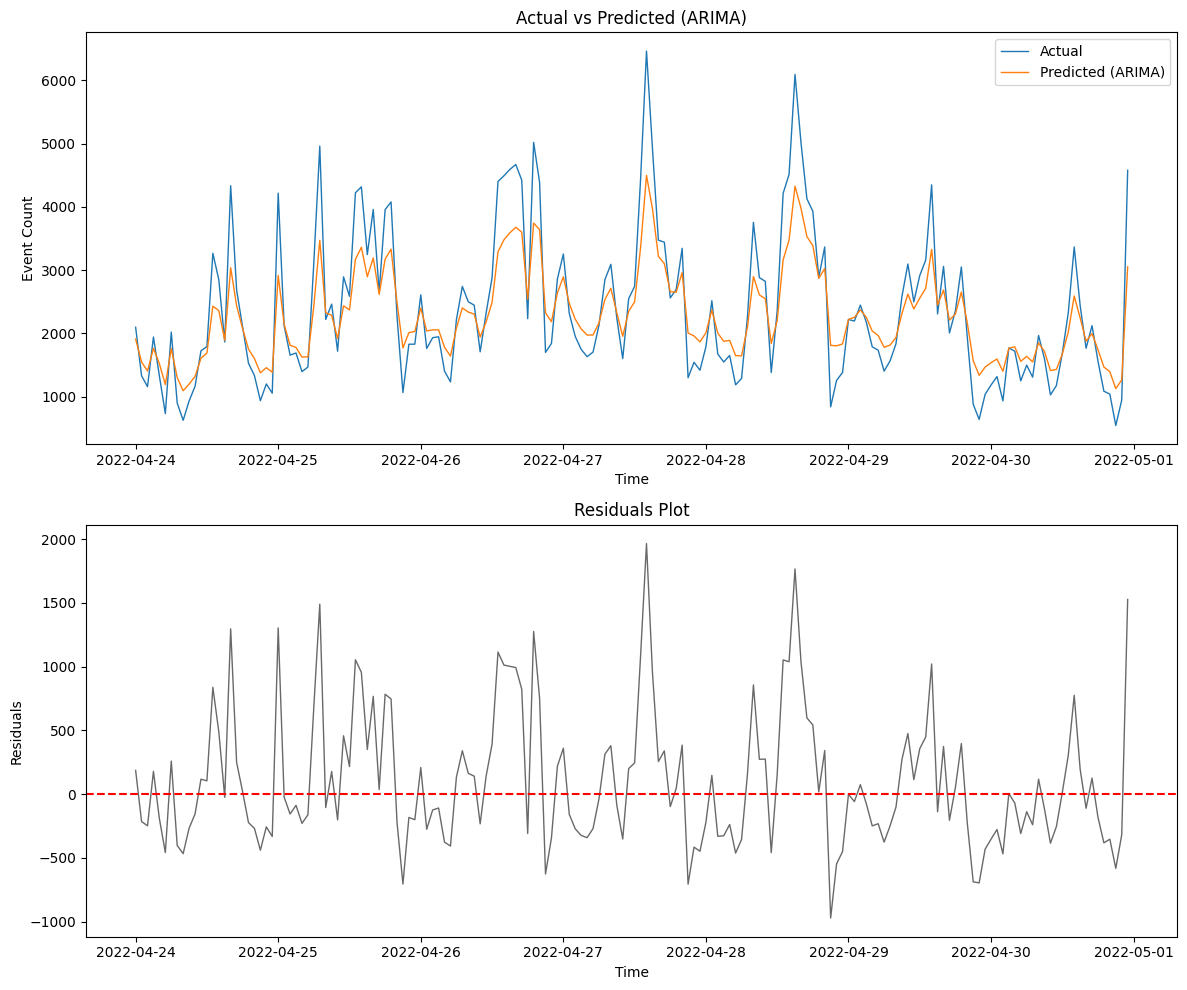 Actual vs Predicted (ARIMA)
Actual
Predicted (ARIMA)
Event Count
6000
5000
4000
3000
2000
1000
2022-04-24 2022-04-25 2022-04-26 2022-04-27 2022-04-28 2022-04-29 2022-04-30 2022-05-01
Time
Residuals Plot
Residuals
2000
1500
1000
500
0
−500
−1000
2022-04-24 2022-04-25 2022-04-26 2022-04-27 2022-04-28 2022-04-29 2022-04-30 2022-05-01
Time